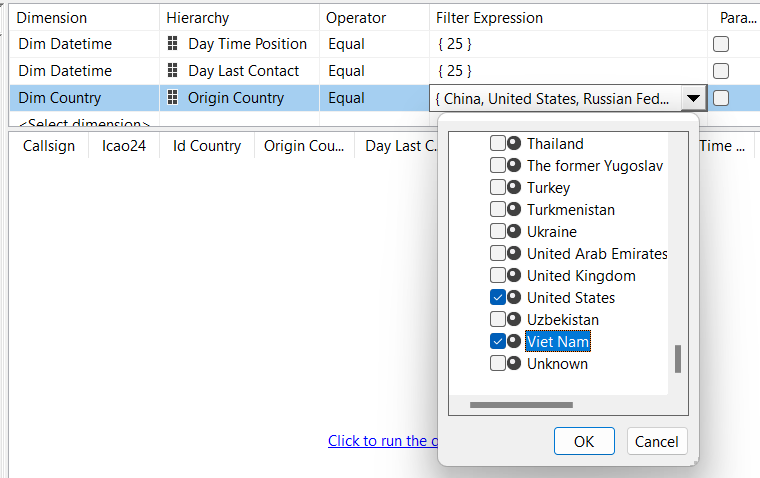 Dimension Hierarchy Operator Filter Expression Para...
Dim Datetime Day Time Position Equal { 25 }
Dim Datetime Day Last Contact Equal { 25 }
Dim Country Origin Country Equal { China, United States, Russian Fed...
<Select dimension>
Callsign Icao24 Id Country Origin Cou... Day Last C Time ...
Thailand
The former Yugoslav
Turkey
Turkmenistan
Ukraine
United Arab Emirates
United Kingdom
United States
Uzbekistan
Viet Nam
Unknown
Click to run the
OK Cancel